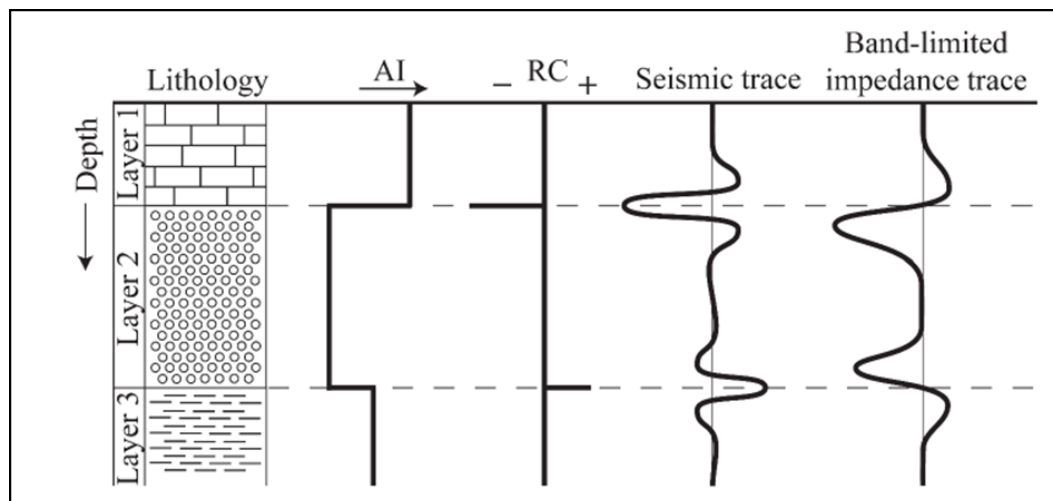 Lithology
AI
− RC +
Seismic trace
Band-limited
impedance trace
Depth
Layer 1
Layer 2
Layer 3